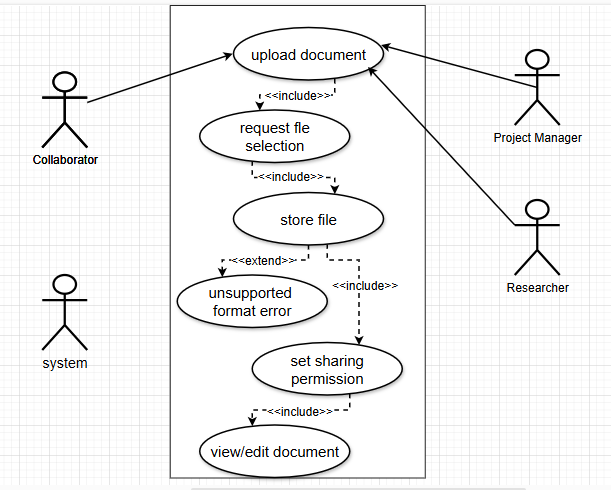 upload document
<<include>>
request fle
selection
<<include>>
store file
<<extend>>
unsupported
format error
<<include>>
set sharing
permission
<<include>>
view/edit document
Collaborator
system
Project Manager
Researcher